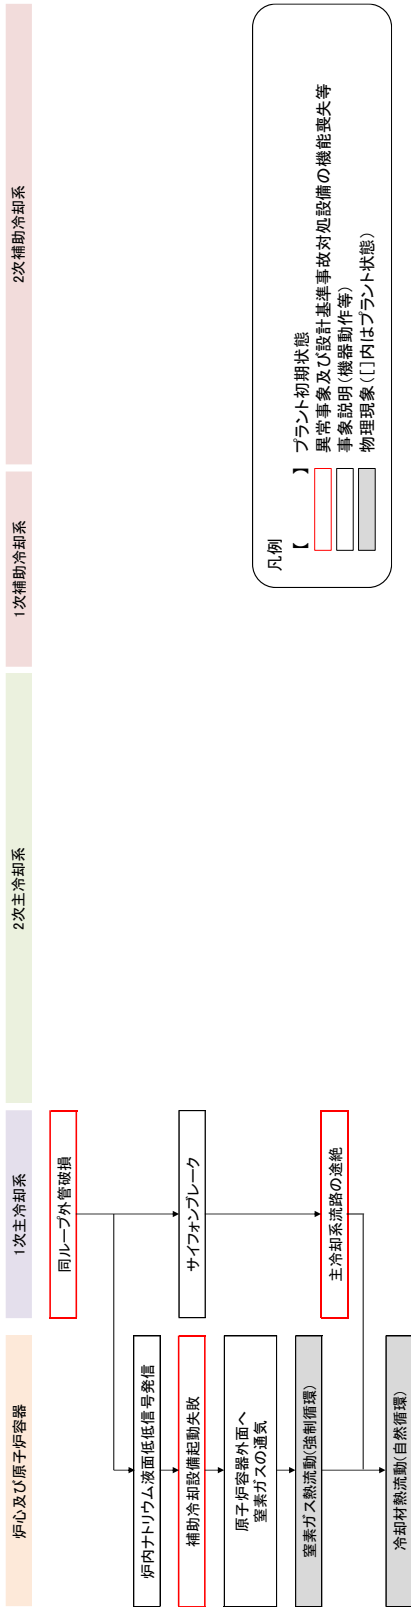 炉心及び原子炉容器
1次主冷却系
2次主冷却系
1次補助冷却系
2次補助冷却系
同ループ外管破損
炉内ナトリウム液面低低信号発信
サイフォンブレーク
補助冷却設備起動失敗
原子炉容器外面へ
窒素ガスの通気
窒素ガス熱流動(強制循環)
主冷却系流路の途絶
冷却材熱流動(自然循環)
凡例
【 】 プラント初期状態
異常事象及び設計基準事故対処設備の機能喪失等
事象説明(機器動作等)
物理現象([]内はプラント状態)